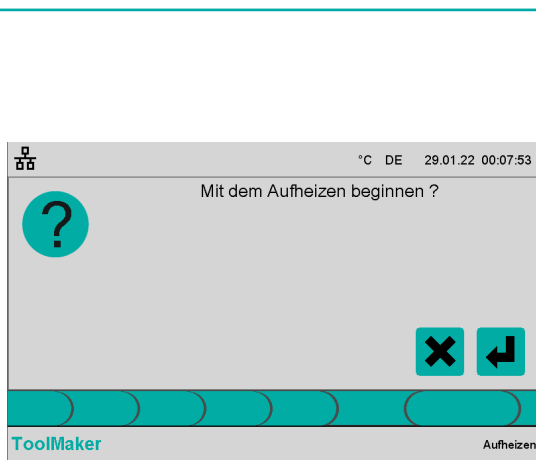 °C DE 29.01.22 00:07:53
Mit dem Aufheizen beginnen ?
?
ToolMaker Aufheizen